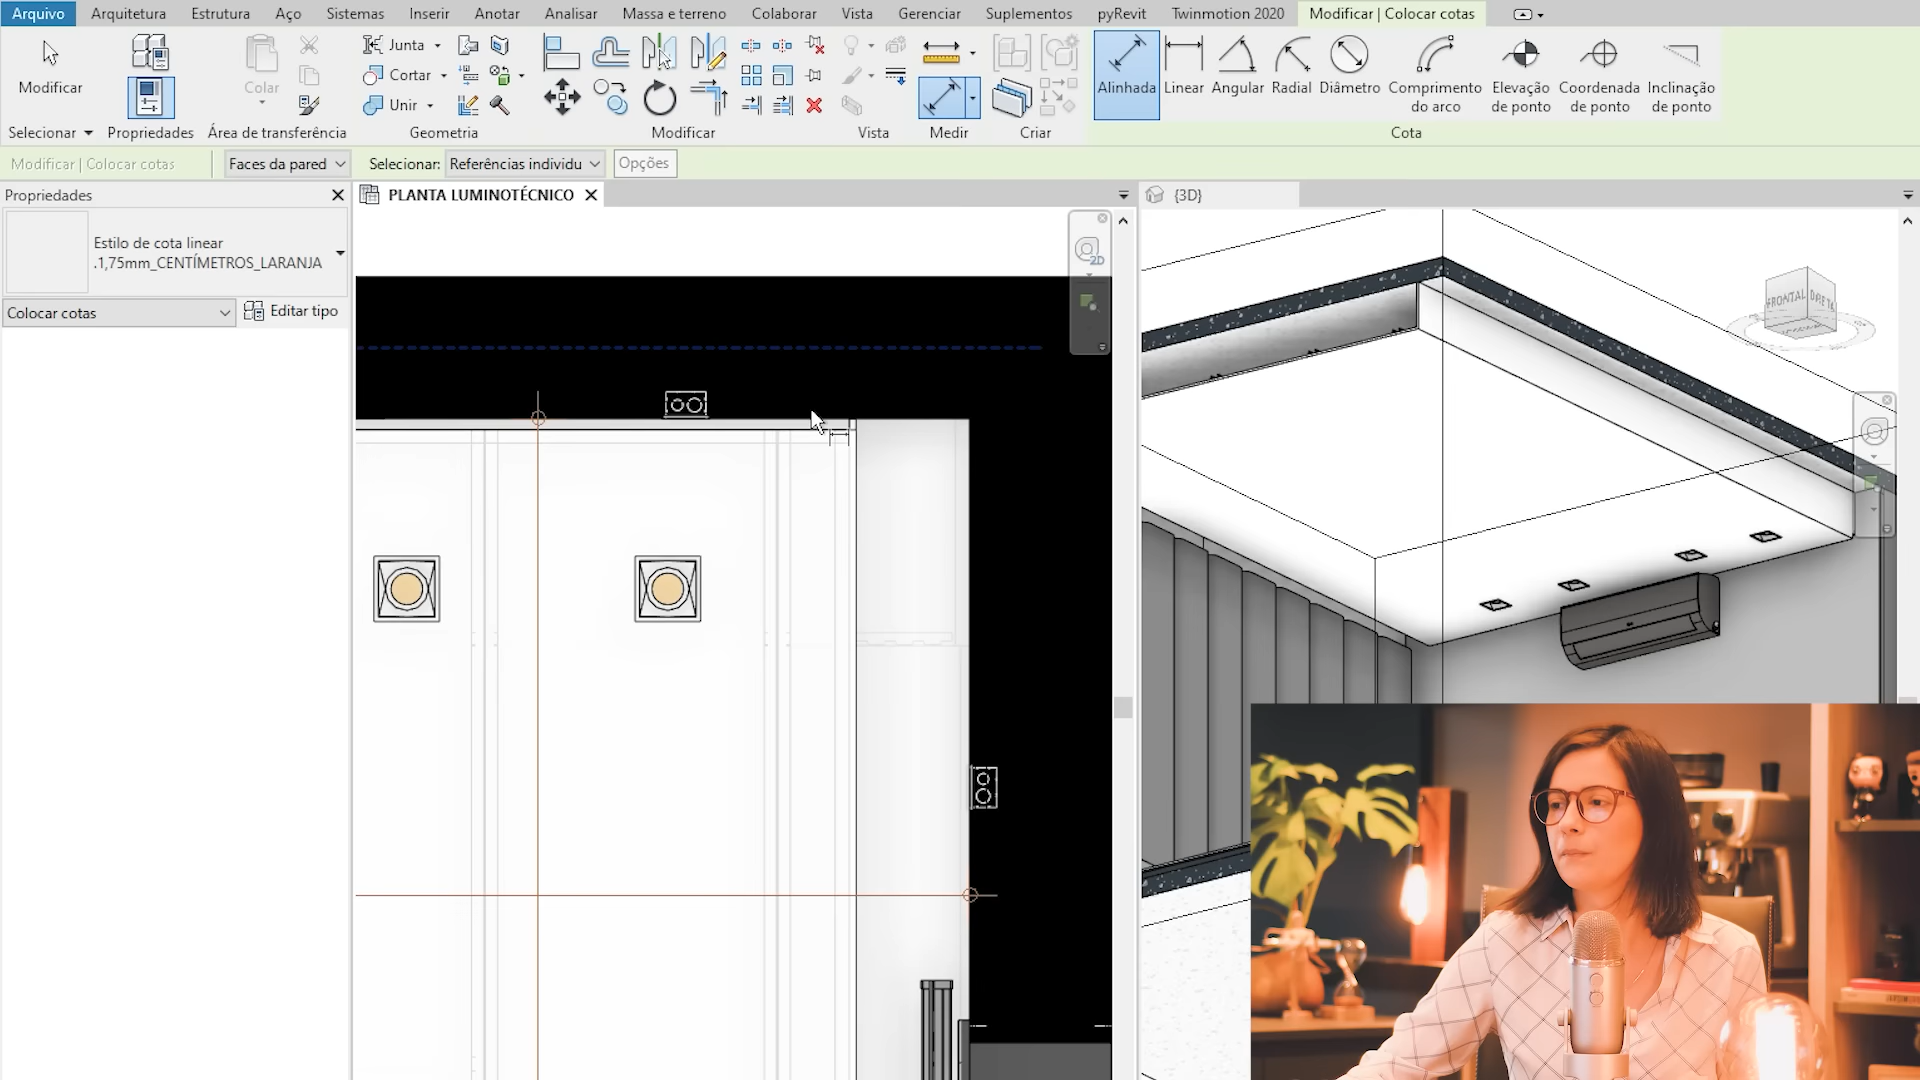 Arquivo Arquitetura Estrutura Aço Sistemas Inserir Anotar Analisar Massa e terreno Colaborar Vista Gerenciar Suplementos pyRevit Twinmotion 2020 Modificar | Colocar cotas
Modificar
Colar
Junta
Cortar
Unir
Alinhada Linear Angular Radial Diâmetro Comprimento do arco Elevação de ponto Coordenada de ponto Inclinação de ponto
Selecionar Propriedades Área de transferência Geometria Modificar Vista Medir Criar Cota
Modificar | Colocar cotas Faces da pared Selecionar: Referências individu Opções
Propriedades
PLANTA LUMINOTÉCNICO
{3D}
Estilo de cota linear
.1,75mm_CENTÍMETROS_LARANJA
Colocar cotas Editar tipo
2D
FRONTAL